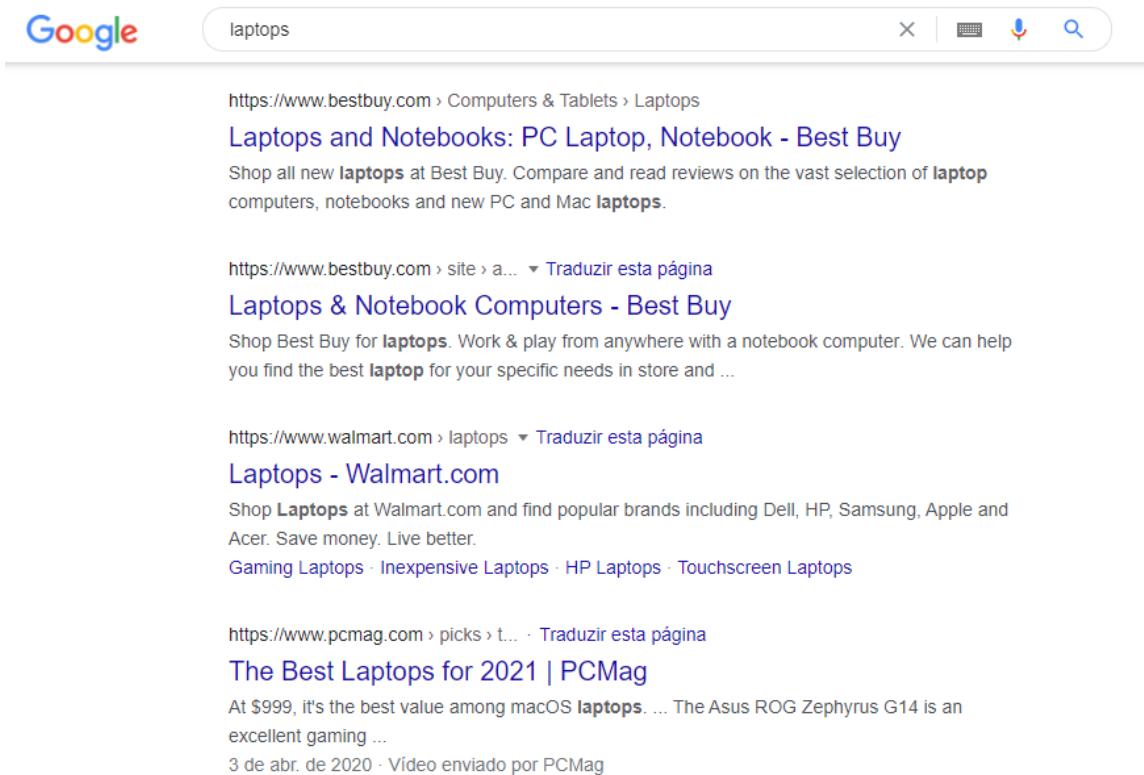 Google
laptops
https://www.bestbuy.com › Computers & Tablets › Laptops
Laptops and Notebooks: PC Laptop, Notebook - Best Buy
Shop all new laptops at Best Buy. Compare and read reviews on the vast selection of laptop
computers, notebooks and new PC and Mac laptops.
https://www.bestbuy.com › site › a... Traduzir esta página
Laptops & Notebook Computers - Best Buy
Shop Best Buy for laptops. Work & play from anywhere with a notebook computer. We can help
you find the best laptop for your specific needs in store and ...
https://www.walmart.com › laptops Traduzir esta página
Laptops - Walmart.com
Shop Laptops at Walmart.com and find popular brands including Dell, HP, Samsung, Apple and
Acer. Save money. Live better.
Gaming Laptops · Inexpensive Laptops · HP Laptops · Touchscreen Laptops
https://www.pcmag.com › picks › t... · Traduzir esta página
The Best Laptops for 2021 | PCMag
At $999, it's the best value among macOS laptops. ... The Asus ROG Zephyrus G14 is an
excellent gaming ...
3 de abr. de 2020 · Vídeo enviado por PCMag